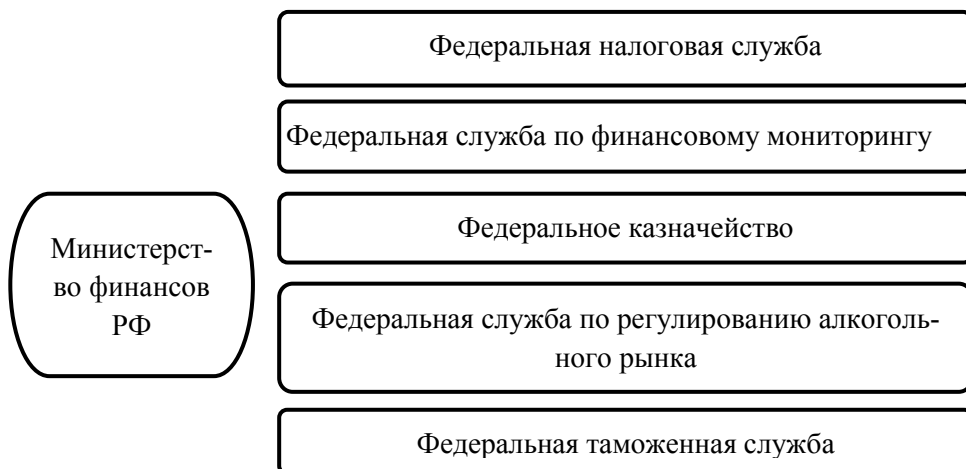 Федеральная налоговая служба
Федеральная служба по финансовому мониторингу
Федеральное казначейство
Министерст-
во финансов
РФ
Федеральная служба по регулированию алкоголь-
ного рынка
Федеральная таможенная служба